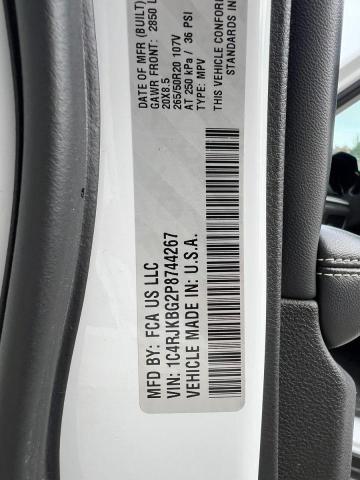 MFD BY: FCA US LLC
DATE OF MFR (BUILT)
GAWR FRONT: 2850 L
20X8.5
265/50R20 107V
AT 250 kPa / 36 PSI
THIS VEHICLE CONFORM
STANDARDS IN
TYPE: MPV
VIN: 1C4RJKBG2P8744267
VEHICLE MADE IN: U.S.A.